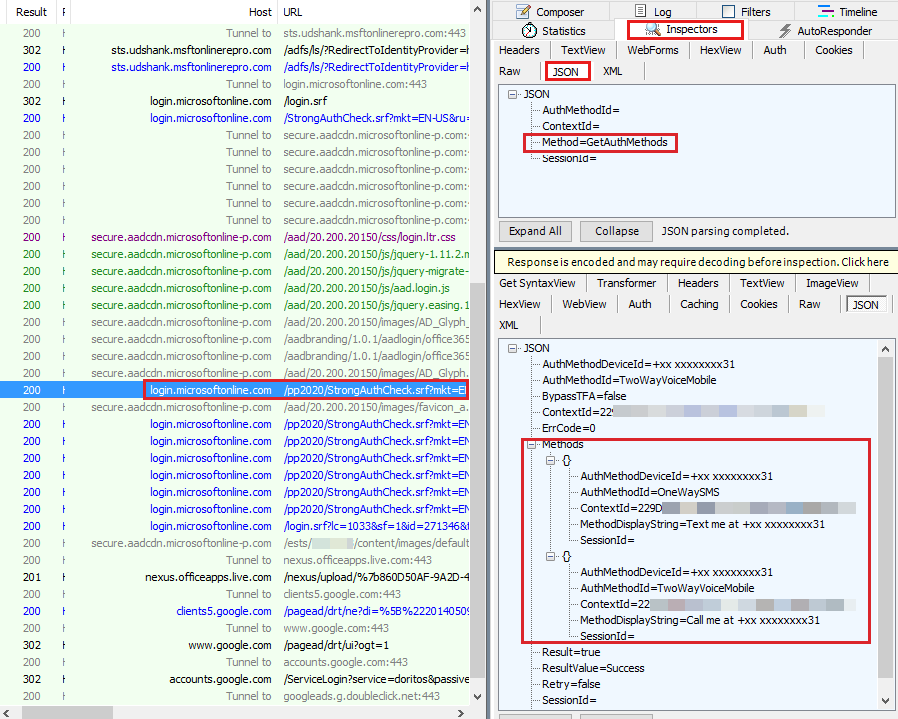 Result Host URL
200 Tunnel to sts.udshank.msftonlinerepro.com:443
302 sts.udshank.msftonlinerepro.com /adfs/ls/?RedirectToIdentityProvider=
200 sts.udshank.msftonlinerepro.com /adfs/ls/?RedirectToIdentityProvider=
200 Tunnel to login.microsoftonline.com:443
302 login.microsoftonline.com /login.srf
200 login.microsoftonline.com /StrongAuthCheck.srf?mkt=EN-US&ru=
200 Tunnel to secure.aadcdn.microsoftonline-p.com:
200 Tunnel to secure.aadcdn.microsoftonline-p.com:
200 Tunnel to secure.aadcdn.microsoftonline-p.com:
200 Tunnel to secure.aadcdn.microsoftonline-p.com:
200 Tunnel to secure.aadcdn.microsoftonline-p.com:
200 Tunnel to secure.aadcdn.microsoftonline-p.com:
200 secure.aadcdn.microsoftonline-p.com /aad/20.200.20150/css/login.ltr.css
200 secure.aadcdn.microsoftonline-p.com /aad/20.200.20150/js/jquery-1.11.2.m
200 secure.aadcdn.microsoftonline-p.com /aad/20.200.20150/js/jquery-migrate-
200 secure.aadcdn.microsoftonline-p.com /aad/20.200.20150/js/aad.login.js
200 secure.aadcdn.microsoftonline-p.com /aad/20.200.20150/js/jquery.easing.1
200 secure.aadcdn.microsoftonline-p.com /aad/20.200.20150/images/AD_Glyph_
200 secure.aadcdn.microsoftonline-p.com /aadbranding/1.0.1/aadlogin/office365
200 secure.aadcdn.microsoftonline-p.com /aadbranding/1.0.1/aadlogin/office365
200 secure.aadcdn.microsoftonline-p.com /aad/20.200.20150/images/AD_Glyph_
200 login.microsoftonline.com /pp2020/StrongAuthCheck.srf?mkt=E
200 secure.aadcdn.microsoftonline-p.com /aad/20.200.20150/images/favicon_a.
200 login.microsoftonline.com /pp2020/StrongAuthCheck.srf?mkt=EN
200 login.microsoftonline.com /pp2020/StrongAuthCheck.srf?mkt=EN
200 login.microsoftonline.com /pp2020/StrongAuthCheck.srf?mkt=EN
200 login.microsoftonline.com /pp2020/StrongAuthCheck.srf?mkt=EN
200 login.microsoftonline.com /pp2020/StrongAuthCheck.srf?mkt=EN
200 login.microsoftonline.com /pp2020/StrongAuthCheck.srf?mkt=EN
200 login.microsoftonline.com /login.srf?lc=1033&sf=1&id=271346&
200 secure.aadcdn.microsoftonline-p.com /ests/ /content/images/default
200 Tunnel to nexus.officeapps.live.com:443
201 nexus.officeapps.live.com /nexus/upload/%7b860D50AF-9A2D-4
200 Tunnel to clients5.google.com:443
200 clients5.google.com /pagead/drt/ne?di=%5B%2220140509
200 Tunnel to www.google.com:443
302 www.google.com /pagead/drt/ui?ogt=1
200 Tunnel to accounts.google.com:443
302 accounts.google.com /ServiceLogin?service=doritos&passive
200 Tunnel to googleads.g.doubleclick.net:443
Composer Log Filters Timeline
Statistics Inspectors AutoResponder
Headers TextView WebForms HexView Auth Cookies
Raw JSON XML
JSON
AuthMethodId=
ContextId=
Method=GetAuthMethods
SessionId=
Expand All Collapse JSON parsing completed.
Response is encoded and may require decoding before inspection. Click here
Get SyntaxView Transformer Headers TextView ImageView
HexView WebView Auth Caching Cookies Raw JSON
XML
JSON
AuthMethodDeviceId=+xx xxxxxxxx31
AuthMethodId=TwoWayVoiceMobile
BypassTFA=false
ContextId=229
ErrCode=0
Methods
{}
AuthMethodDeviceId=+xx xxxxxxxx31
AuthMethodId=OneWaySMS
ContextId=229D
MethodDisplayString=Text me at +xx xxxxxxxx31
SessionId=
{}
AuthMethodDeviceId=+xx xxxxxxxx31
AuthMethodId=TwoWayVoiceMobile
ContextId=22
MethodDisplayString=Call me at +xx xxxxxxxx31
SessionId=
Result=true
ResultValue=Success
Retry=false
SessionId=